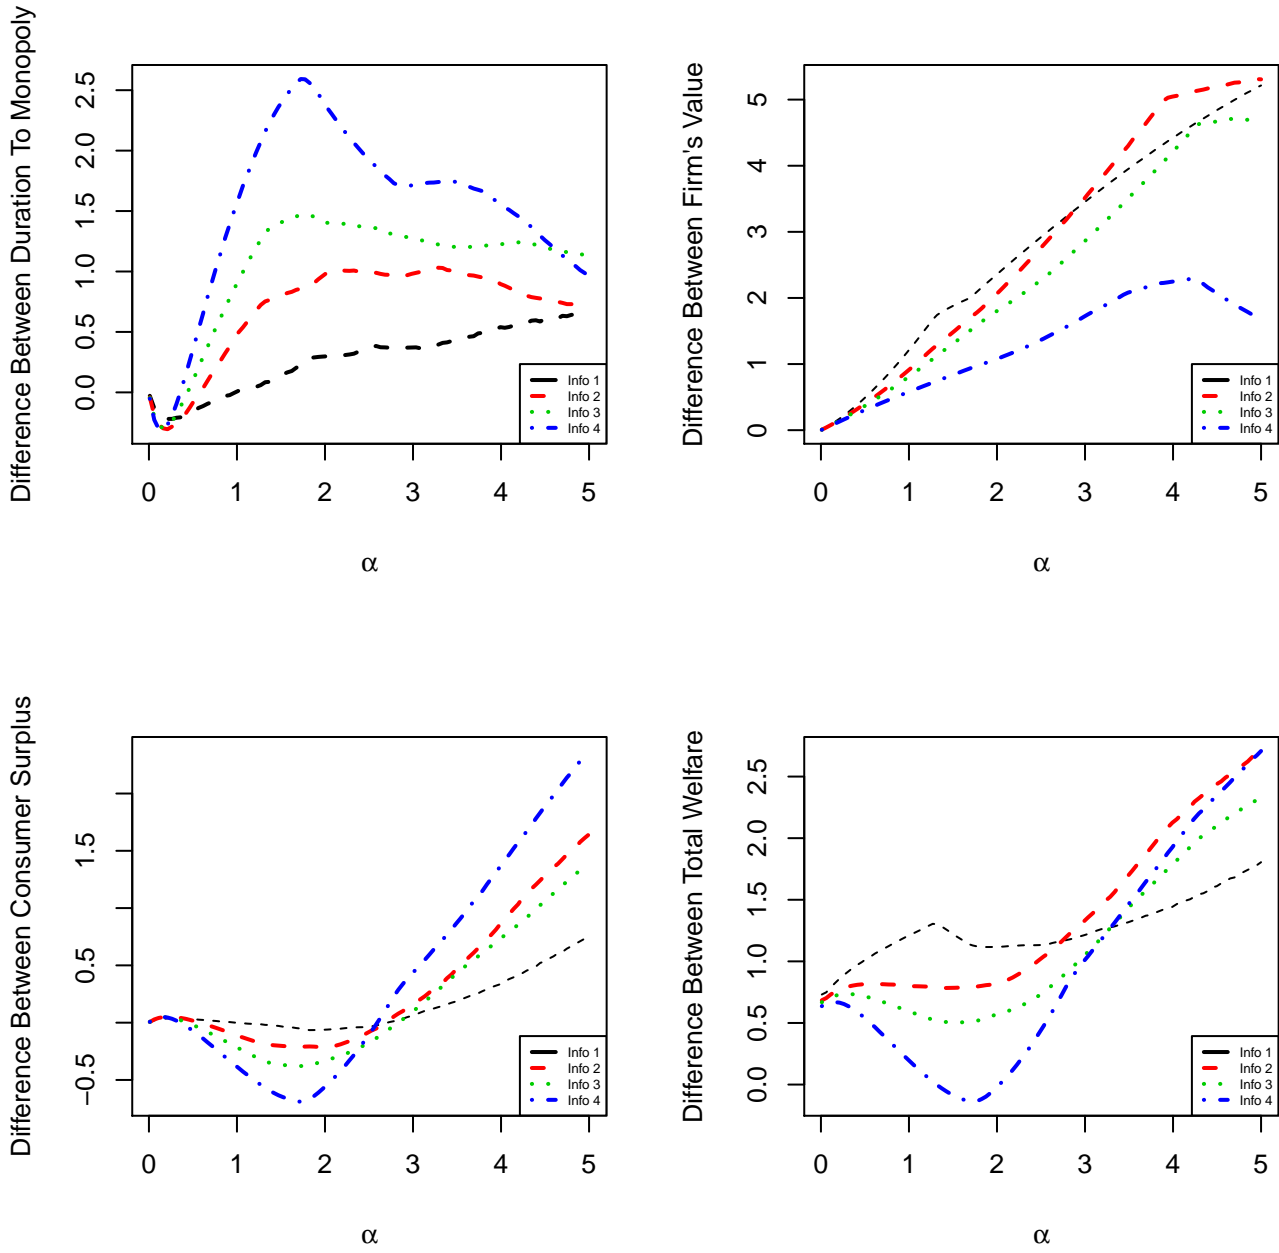 Difference Between Duration To Monopoly
0.0 0.5 1.0 1.5 2.0 2.5
0 1 2 3 4 5
α
Info 1
Info 2
Info 3
Info 4
Difference Between Firm's Value
0 1 2 3 4 5
0 1 2 3 4 5
α
Info 1
Info 2
Info 3
Info 4
Difference Between Consumer Surplus
−0.5 0.5 1.5
0 1 2 3 4 5
α
Info 1
Info 2
Info 3
Info 4
Difference Between Total Welfare
0.0 0.5 1.0 1.5 2.0 2.5
0 1 2 3 4 5
α
Info 1
Info 2
Info 3
Info 4